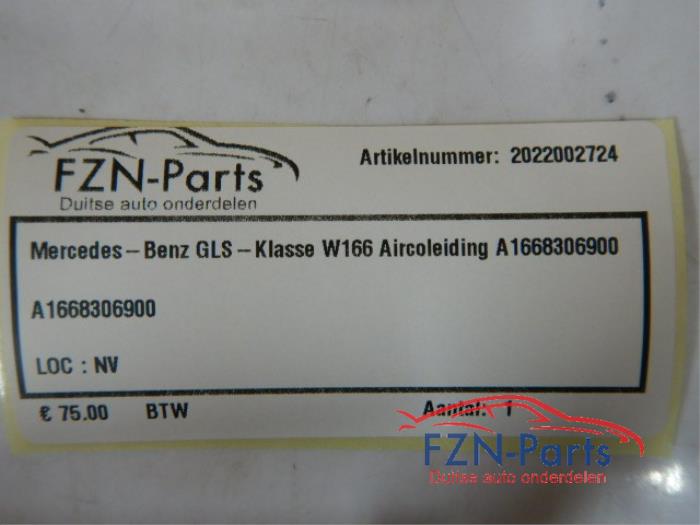 FZN-Parts
Duitse auto onderdelen
Artikelnummer: 2022002724
Mercedes – Benz GLS – Klasse W166 Aircoleiding A1668306900
A1668306900
LOC : NV
€ 75.00 BTW Aantal: 1
FZN-Parts
Duitse auto onderdelen